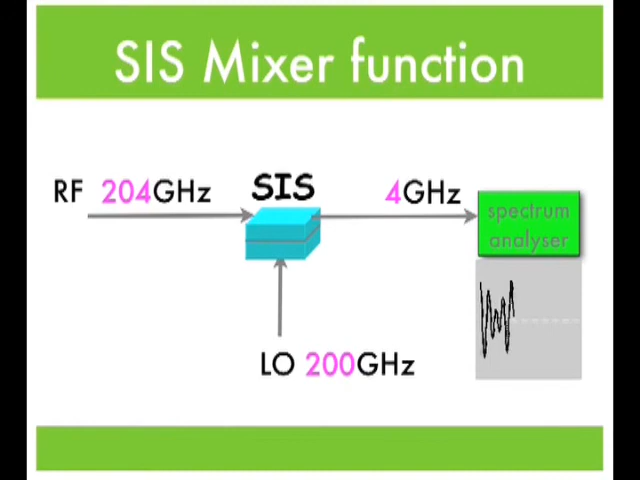 SIS Mixer function
RF 204GHz
SIS
4GHz
spectrum
analyser
LO 200GHz